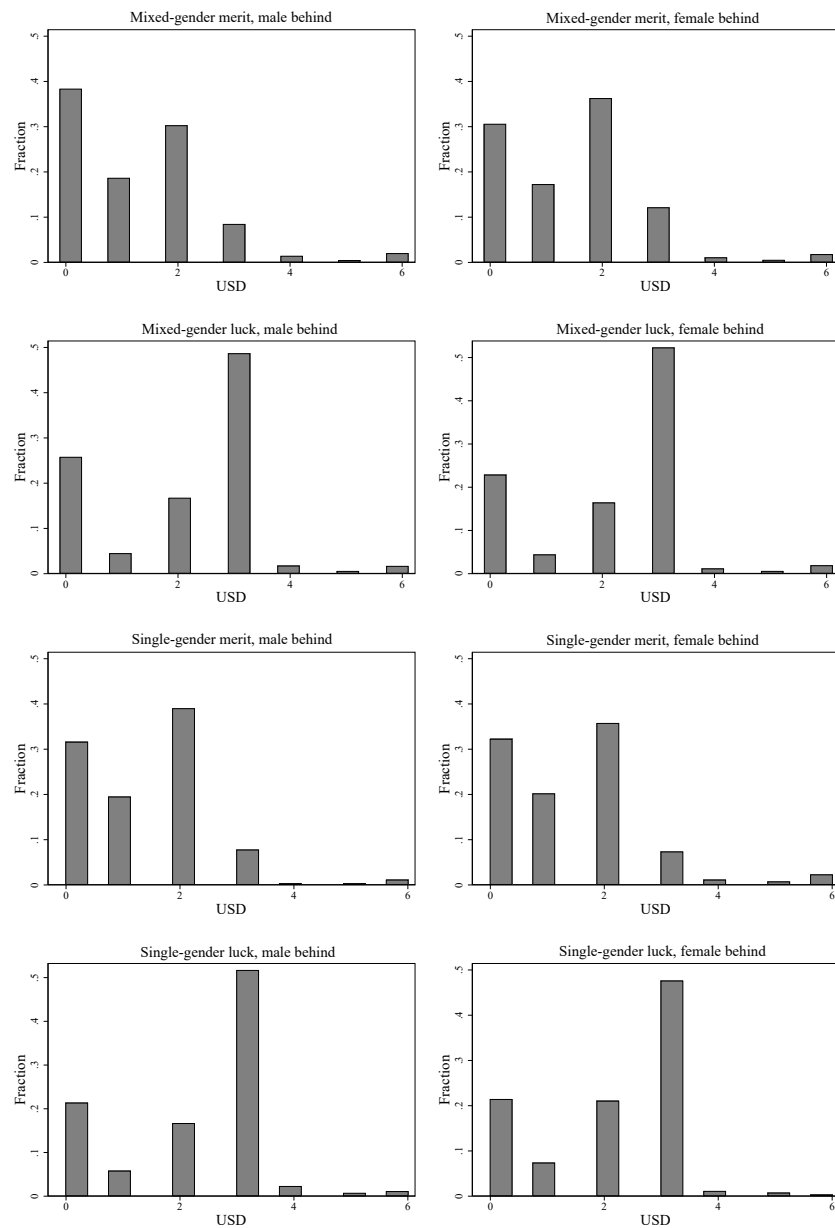 Mixed-gender merit, male behind
Fraction
.5
.4
.3
.2
.1
0
0 2 4 6
USD
Mixed-gender merit, female behind
Fraction
.5
.4
.3
.2
.1
0
0 2 4 6
USD
Mixed-gender luck, male behind
Fraction
.5
.4
.3
.2
.1
0
0 2 4 6
USD
Mixed-gender luck, female behind
Fraction
.5
.4
.3
.2
.1
0
0 2 4 6
USD
Single-gender merit, male behind
Fraction
.5
.4
.3
.2
.1
0
0 2 4 6
USD
Single-gender merit, female behind
Fraction
.5
.4
.3
.2
.1
0
0 2 4 6
USD
Single-gender luck, male behind
Fraction
.5
.4
.3
.2
.1
0
0 2 4 6
USD
Single-gender luck, female behind
Fraction
.5
.4
.3
.2
.1
0
0 2 4 6
USD